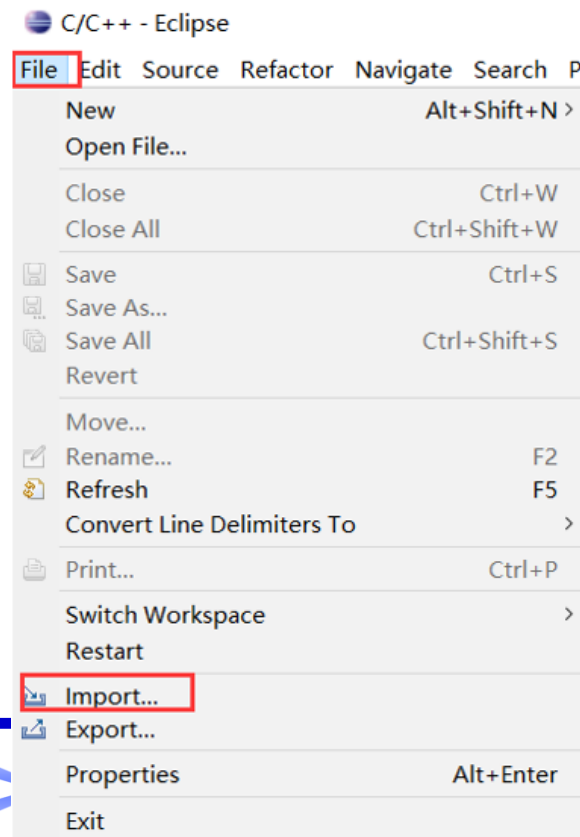 C/C++ - Eclipse
File Edit Source Refactor Navigate Search
New Alt+Shift+N >
Open File...
Close Ctrl+W
Close All Ctrl+Shift+W
Save Ctrl+S
Save As...
Save All Ctrl+Shift+S
Revert
Move...
Rename... F2
Refresh F5
Convert Line Delimiters To >
Print... Ctrl+P
Switch Workspace >
Restart
Import...
Export...
Properties Alt+Enter
Exit